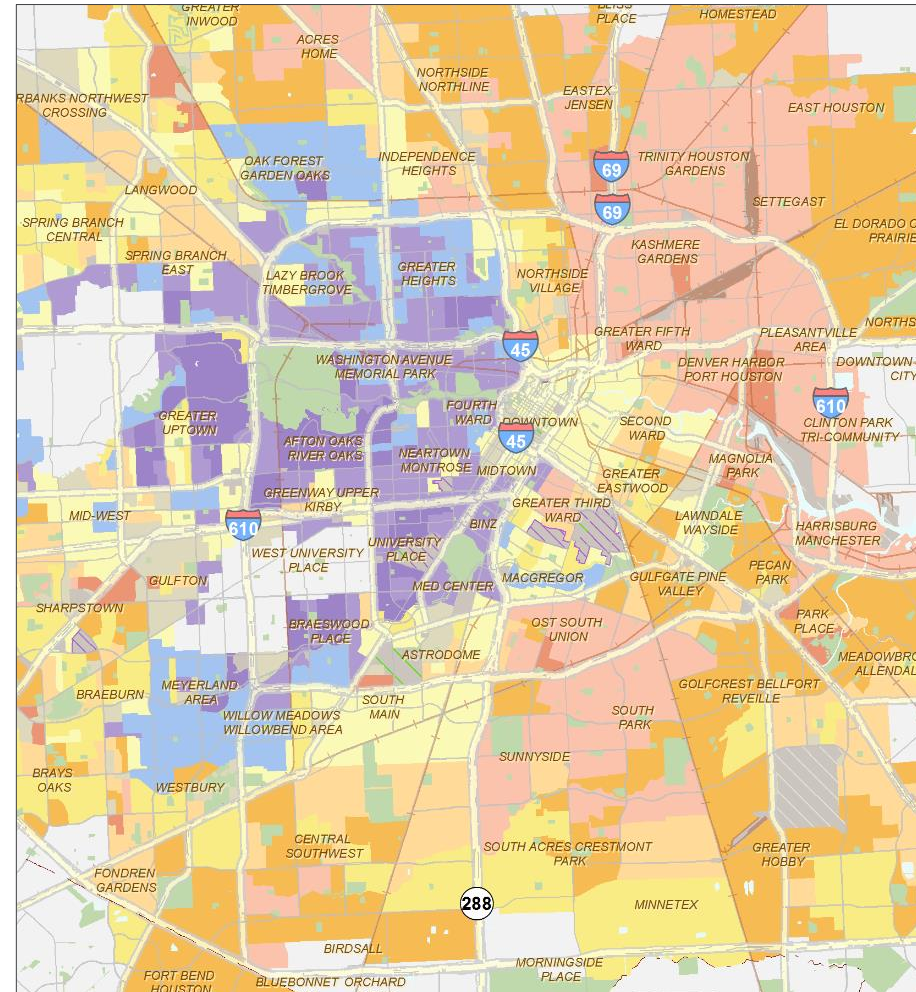 GREATER
INWOOD
BLISS
PLACE
HOMESTEAD
ACRES
HOME
NORTHSIDE
NORTHLINE
EASTEX
JENSEN
RBANKS NORTHWEST
CROSSING
EAST HOUSTON
OAK FOREST
GARDEN OAKS
INDEPENDENCE
HEIGHTS
69
TRINITY HOUSTON
GARDENS
LANGWOOD
69
SETTEGAST
SPRING BRANCH
CENTRAL
EL DORADO O
PRAIRIE
SPRING BRANCH
EAST
LAZY BROOK
TIMBERGROVE
GREATER
HEIGHTS
NORTHSIDE
VILLAGE
KASHMERE
GARDENS
NORTHS
GREATER FIFTH
WARD
PLEASANTVILLE
AREA
45
WASHINGTON AVENUE
MEMORIAL PARK
DENVER HARBOR
PORT HOUSTON
DOWNTOWN
CITY
610
GREATER
UPTOWN
FOURTH
WARD
DOWNTOWN
45
SECOND
WARD
CLINTON PARK
TRI-COMMUNITY
AFTON OAKS
RIVER OAKS
NEARTOWN
MONTROSE
MIDTOWN
MAGNOLIA
PARK
GREATER
EASTWOOD
GREENWAY UPPER
KIRBY
GREATER THIRD
WARD
MID-WEST
610
BINZ
LAWNDALE
WAYSIDE
HARRISBURG
MANCHESTER
WEST UNIVERSITY
PLACE
UNIVERSITY
PLACE
GULFTON
MED CENTER
MACGREGOR
GULFGATE PINE
VALLEY
PECAN
PARK
SHARPSTOWN
BRAESWOOD
PLACE
OST SOUTH
UNION
PARK
PLACE
ASTRODOME
MEADOWBRO
ALLENDAL
BRAEBURN
MEYERLAND
AREA
SOUTH
MAIN
GOLFCREST BELLFORT
REVEILLE
WILLOW MEADOWS
WILLOWBEND AREA
SOUTH
PARK
SUNNYSIDE
BRAYS
OAKS
WESTBURY
CENTRAL
SOUTHWEST
SOUTH ACRES CRESTMONT
PARK
GREATER
HOBBY
FONDREN
GARDENS
288
MINNETEX
BIRDSALL
FORT BEND
HOUSTON
BLUEBONNET ORCHARD
MORNINGSIDE
PLACE